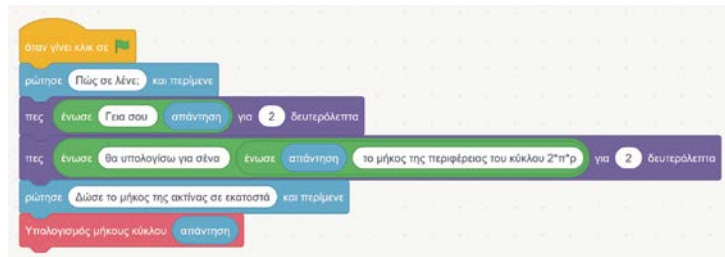 όταν γίνει κλικ σε
ρώτησε Πώς σε λένε; και περίμενε
πες ένωσε Γεια σου απάντηση για 2 δευτερόλεπτα
πες ένωσε θα υπολογίσω για σένα ένωσε απάντηση το μήκος της περιφέρειας του κύκλου 2*π*ρ για 2 δευτερόλεπτα
ρώτησε Δώσε το μήκος της ακτίνας σε εκατοστά και περίμενε
Υπολογισμός μήκους κύκλου απάντηση